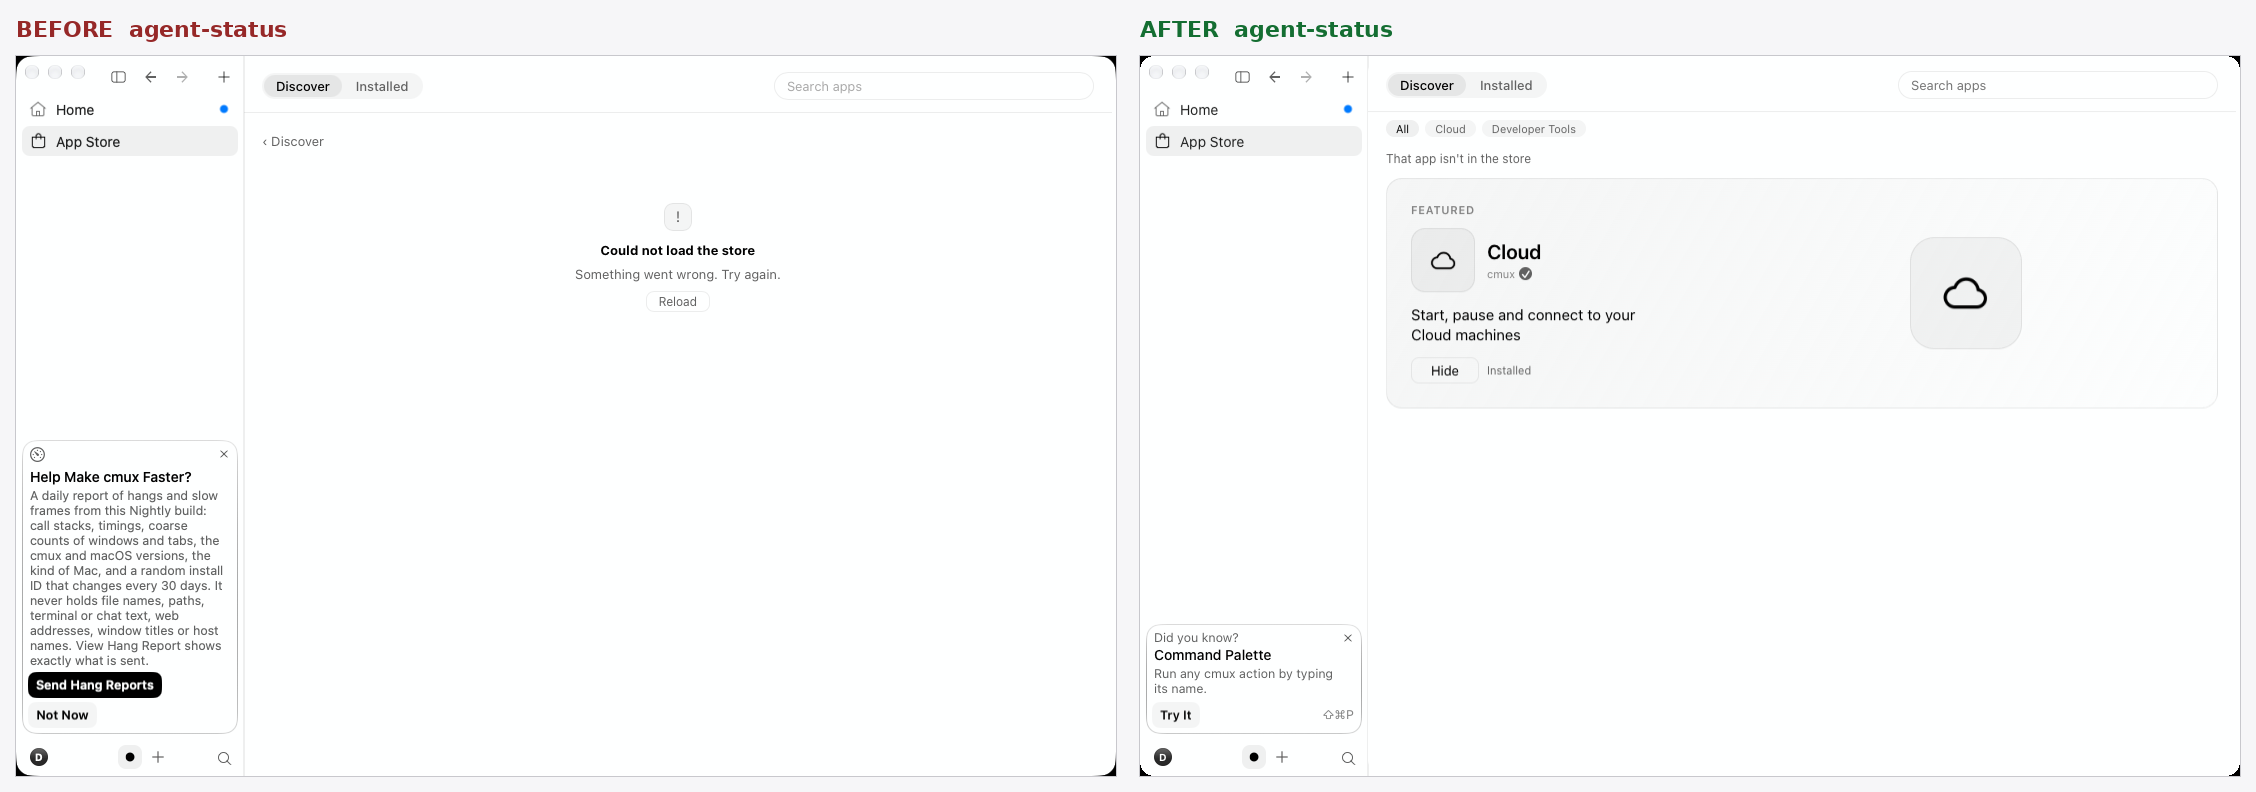 BEFORE agent-status
Home
App Store
Discover
Installed
Search apps
‹ Discover
!
Could not load the store
Something went wrong. Try again.
Reload
Help Make cmux Faster?
A daily report of hangs and slow
frames from this Nightly build:
call stacks, timings, coarse
counts of windows and tabs, the
cmux and macOS versions, the
kind of Mac, and a random install
ID that changes every 30 days. It
never holds file names, paths,
terminal or chat text, web
addresses, window titles or host
names. View Hang Report shows
exactly what is sent.
Send Hang Reports
Not Now
D
AFTER agent-status
Home
App Store
Discover
Installed
Search apps
All
Cloud
Developer Tools
That app isn't in the store
FEATURED
Cloud
cmux
Start, pause and connect to your
Cloud machines
Hide
Installed
Did you know?
Command Palette
Run any cmux action by typing
its name.
Try It
⇧⌘P
D